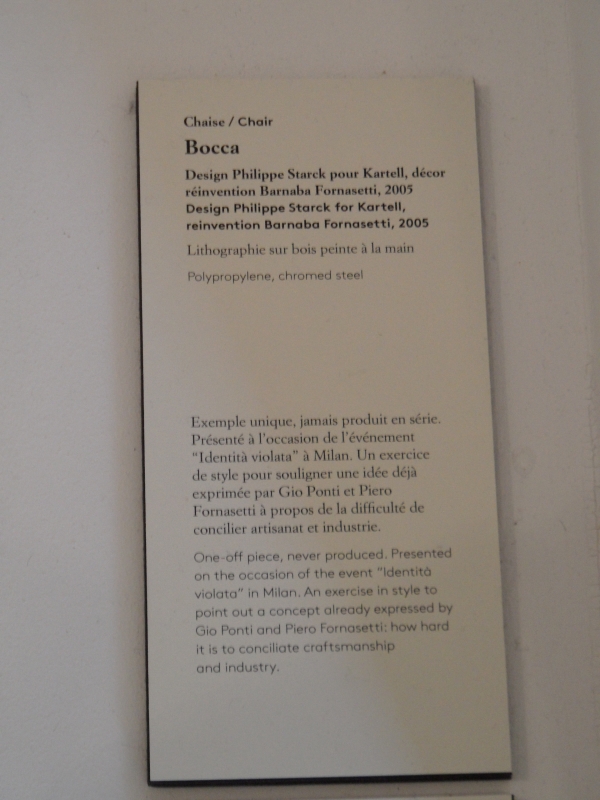 Chaise / Chair
Bocca
Design Philippe Starck pour Kartell, décor
réinvention Barnaba Fornasetti, 2005
Design Philippe Starck for Kartell,
reinvention Barnaba Fornasetti, 2005
Lithographie sur bois peinte à la main
Polypropylene, chromed steel
Exemple unique, jamais produit en série.
Présenté à l'occasion de l'événement
"Identità violata" à Milan. Un exercice
de style pour souligner une idée déjà
exprimée par Gio Ponti et Piero
Fornasetti à propos de la difficulté de
concilier artisanat et industrie.
One-off piece, never produced. Presented
on the occasion of the event "Identità
violata" in Milan. An exercise in style to
point out a concept already expressed by
Gio Ponti and Piero Fornasetti: how hard
it is to conciliate craftsmanship
and industry.